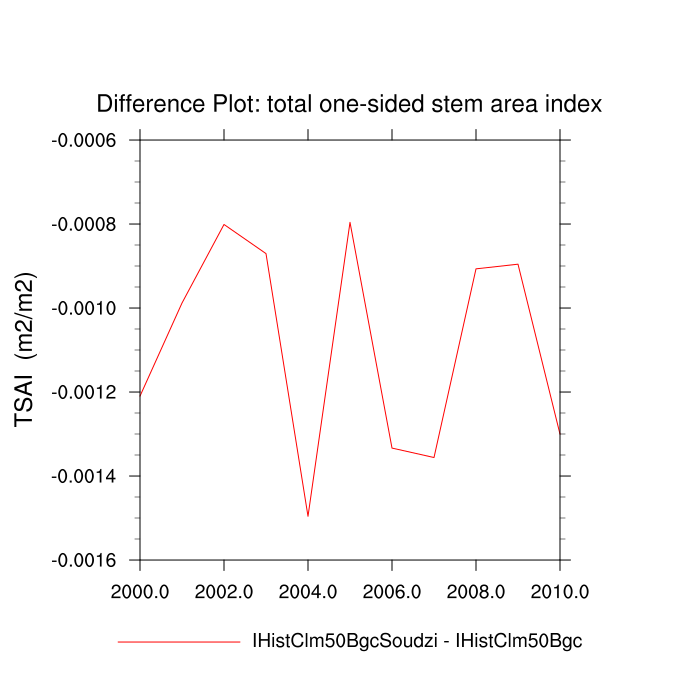 Difference Plot: total one-sided stem area index
-0.0006
-0.0008
-0.0010
-0.0012
-0.0014
-0.0016
TSAI (m2/m2)
2000.0 2002.0 2004.0 2006.0 2008.0 2010.0
IHistClm50BgcSoudzi - IHistClm50Bgc